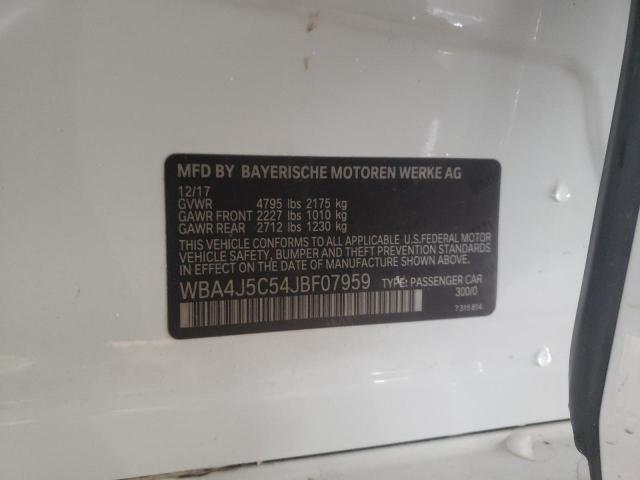 MFD BY BAYERISCHE MOTOREN WERKE AG
12/17
GVWR 4795 lbs 2175 kg
GAWR FRONT 2227 lbs 1010 kg
GAWR REAR 2712 lbs 1230 kg
THIS VEHICLE CONFORMS TO ALL APPLICABLE U.S.FEDERAL MOTOR
VEHICLE SAFETY, BUMPER, AND THEFT PREVENTION STANDARDS
IN EFFECT ON THE DATE OF MANUFACTURE SHOWN ABOVE.
WBA4J5C54JBF07959 TYPE: PASSENGER CAR
300/0
7315814